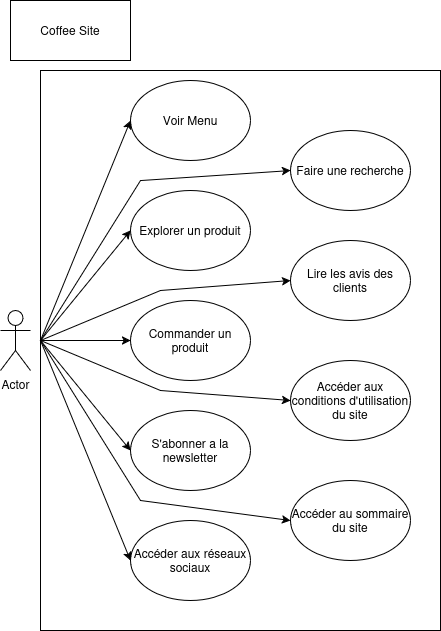 Coffee Site
Voir Menu
Faire une recherche
Explorer un produit
Lire les avis des
clients
Commander un
produit
Actor
Accéder aux
conditions d'utilisation
du site
S'abonner a la
newsletter
Accéder au sommaire
du site
Accéder aux réseaux
sociaux